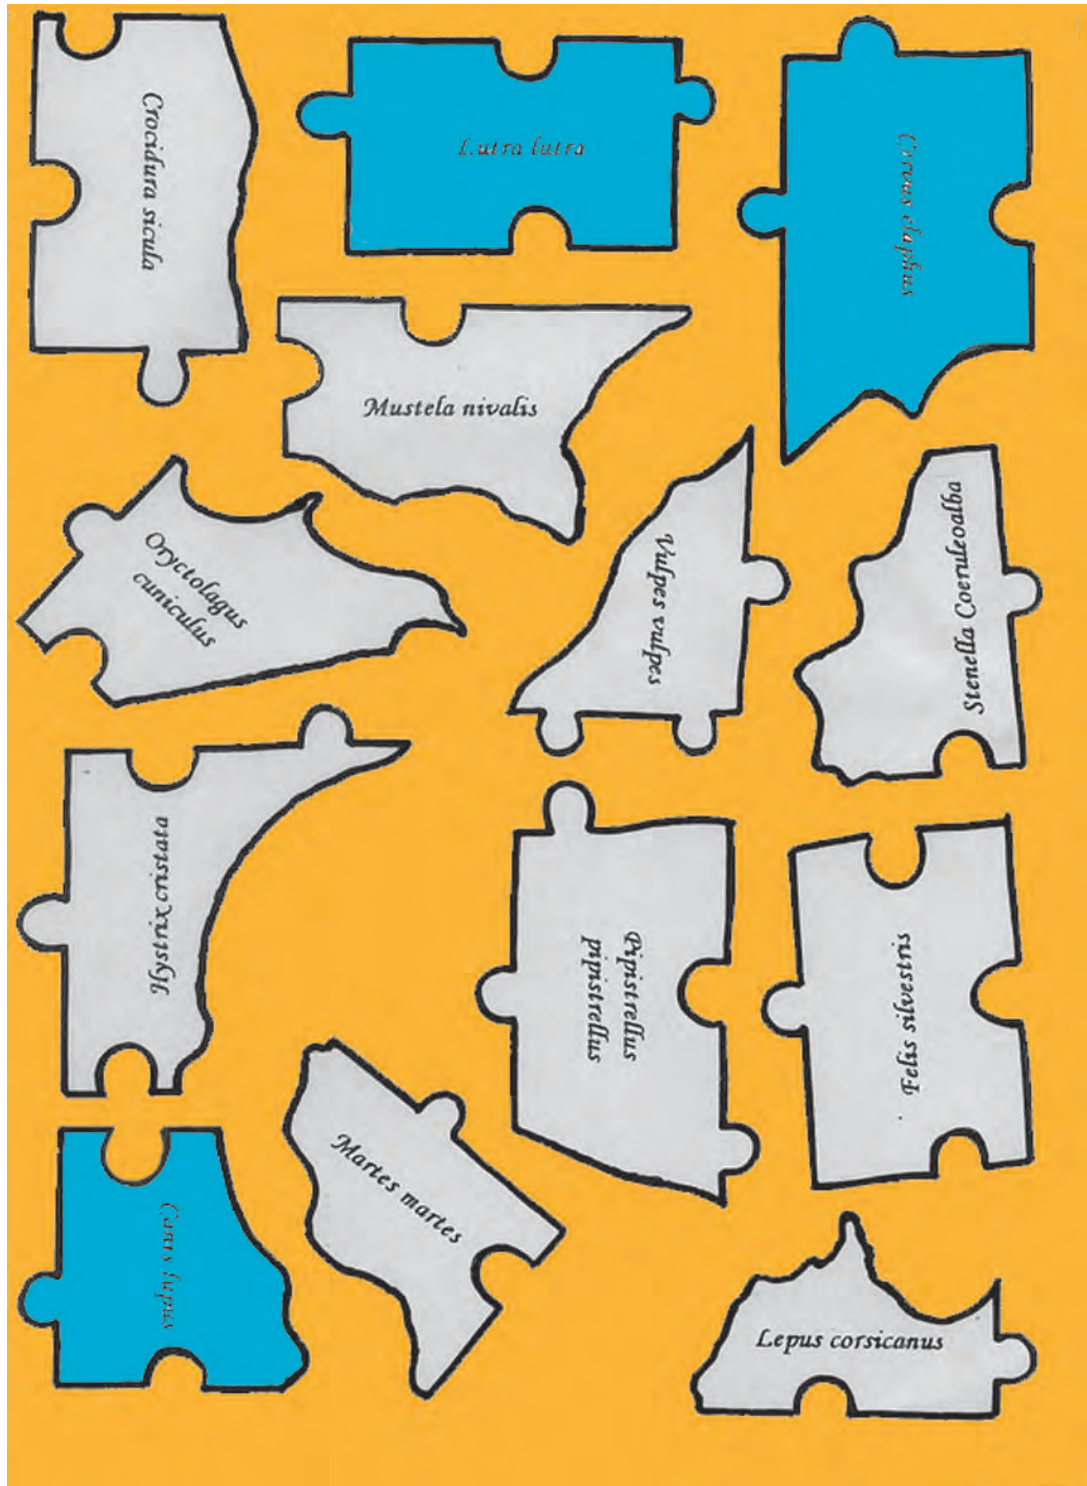 Crocidura sicula
Lutra lutra
Cervus elaphus
Mustela nivalis
Oryctolagus
cuniculus
Vulpes vulpes
Stenella Coeruleoalba
Hystrix cristata
Pipistrellus
pipistrellus
Felis silvestris
Martes martes
Canis lupus
Lepus corsicanus